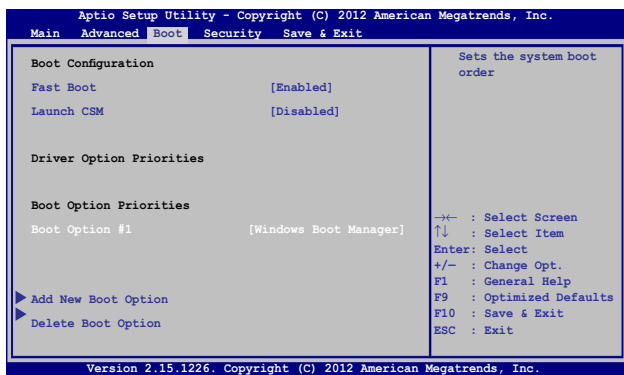 Aptio Setup Utility - Copyright (C) 2012 American Megatrends, Inc.
Main Advanced Boot Security Save & Exit
Boot Configuration
Fast Boot [Enabled]
Launch CSM [Disabled]
Driver Option Priorities
Boot Option Priorities
Boot Option #1 [Windows Boot Manager]
Add New Boot Option
Delete Boot Option
Sets the system boot
order
→← : Select Screen
↑↓ : Select Item
Enter: Select
+/— : Change Opt.
F1 : General Help
F9 : Optimized Defaults
F10 : Save & Exit
ESC : Exit
Version 2.15.1226. Copyright (C) 2012 American Megatrends, Inc.